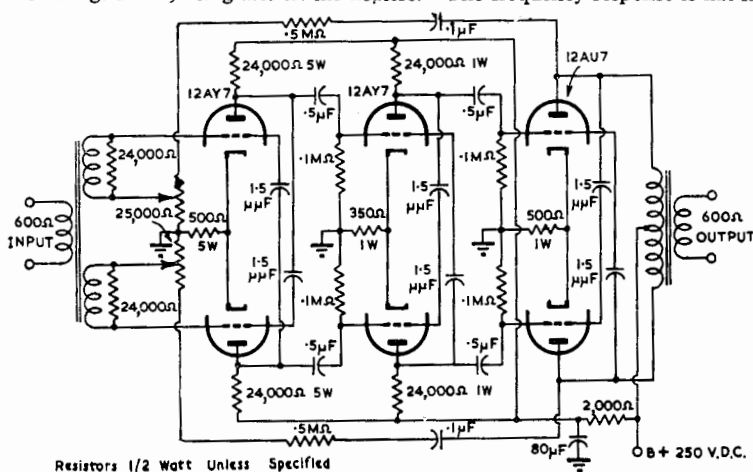 .5MΩ
.1µF
24,000Ω 5W
24,000Ω 1W
12AU7
12AY7
12AY7
.5µF
.5µF
24,000Ω
.1MΩ
.1MΩ
1.5
µµF
1.5
µµF
1.5
µµF
600Ω
INPUT
25,000Ω
500Ω
5W
350Ω
1W
500Ω
1W
600Ω
OUTPUT
1.5
µµF
1.5
µµF
1.5
µµF
24,000Ω
.1MΩ
.1MΩ
.5µF
.5µF
24,000Ω 5W
24,000Ω 1W
2,000Ω
.5MΩ
.1µF
80µF
B+ 250 V.D.C.
Resistors 1/2 Watt Unless Specified